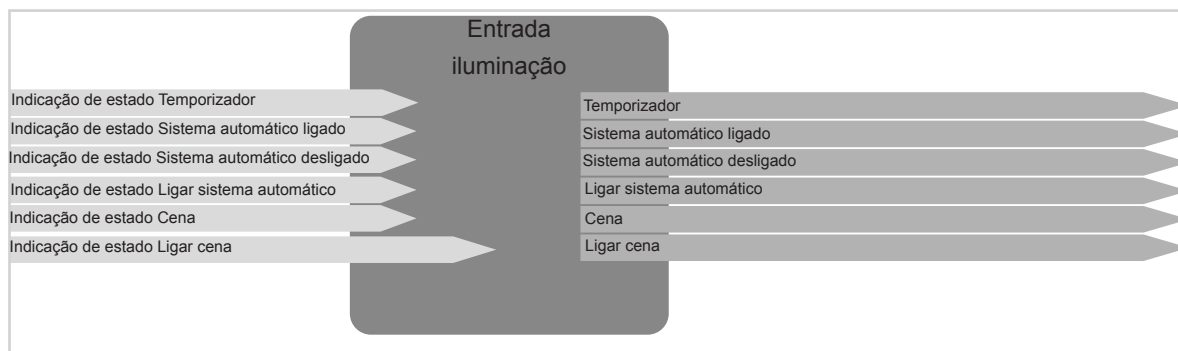 Entrada
iluminação
Indicação de estado Temporizador
Indicação de estado Sistema automático ligado
Indicação de estado Sistema automático desligado
Indicação de estado Ligar sistema automático
Indicação de estado Cena
Indicação de estado Ligar cena
Temporizador
Sistema automático ligado
Sistema automático desligado
Ligar sistema automático
Cena
Ligar cena